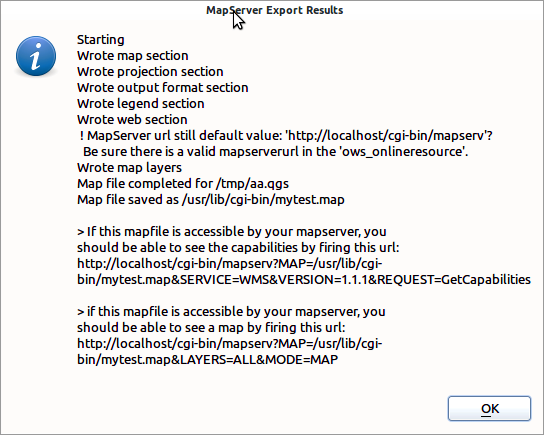 MapServer Export Results
Starting
Wrote map section
Wrote projection section
Wrote output format section
Wrote legend section
Wrote web section
! MapServer url still default value: 'http://localhost/cgi-bin/mapserv'?
Be sure there is a valid mapserverurl in the 'ows_onlineresource'.
Wrote map layers
Map file completed for /tmp/aa.qgs
Map file saved as /usr/lib/cgi-bin/mytest.map
> If this mapfile is accessible by your mapserver, you
should be able to see the capabilities by firing this url:
http://localhost/cgi-bin/mapserv?MAP=/usr/lib/cgi-
bin/mytest.map&SERVICE=WMS&VERSION=1.1.1&REQUEST=GetCapabilities
> if this mapfile is accessible by your mapserver, you
should be able to see a map by firing this url:
http://localhost/cgi-bin/mapserv?MAP=/usr/lib/cgi-
bin/mytest.map&LAYERS=ALL&MODE=MAP
OK